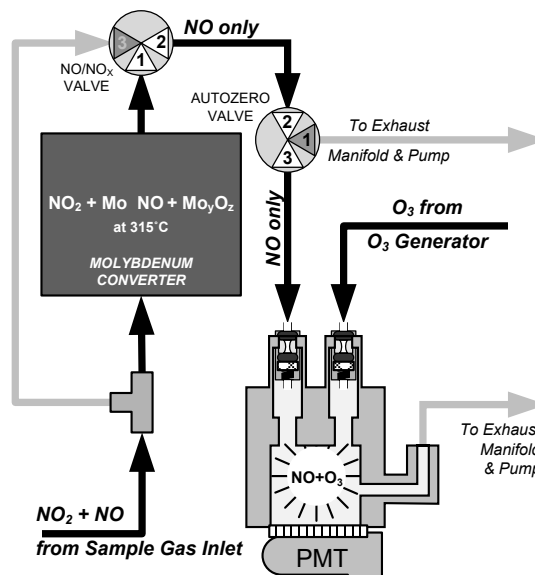 NO only
3
2
1
NO/NOX
VALVE
AUTOZERO
VALVE
2
1
3
To Exhaust
Manifold & Pump
NO2 + Mo NO + MoyOz
at 315˚C
MOLYBDENUM
CONVERTER
NO only
O3 from
O3 Generator
NO+O3
To Exhaust
Manifold
& Pump
NO2 + NO
from Sample Gas Inlet
PMT